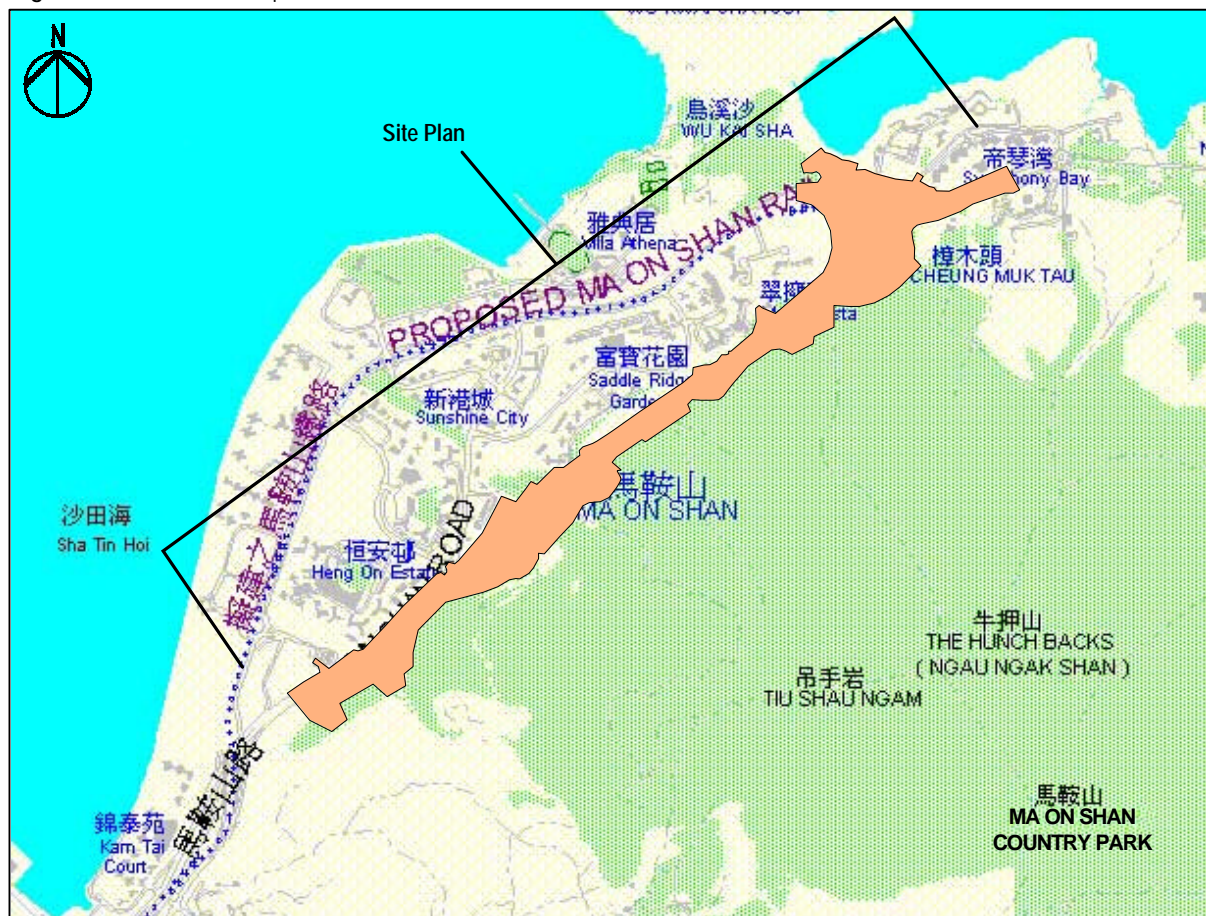 N
Site Plan
烏溪沙
WU KAI SHA
帝琴灣
Symphony Bay
雅典居
Villa Athena
樟木頭
CHEUNG MUK TAU
PROPOSED MA ON SHAN RA
富寶花園
Saddle Ridg
Garde
新港城
Sunshine City
擬建之馬鞍山鐵路
沙田海
Sha Tin Hoi
馬鞍山
MA ON SHAN
ROAD
恒安邨
Heng On Estat
牛押山
THE HUNCH BACKS
( NGAU NGAK SHAN )
吊手岩
TIU SHAU NGAM
馬鞍山路
馬鞍山
MA ON SHAN
COUNTRY PARK
錦泰苑
Kam Tai
Court